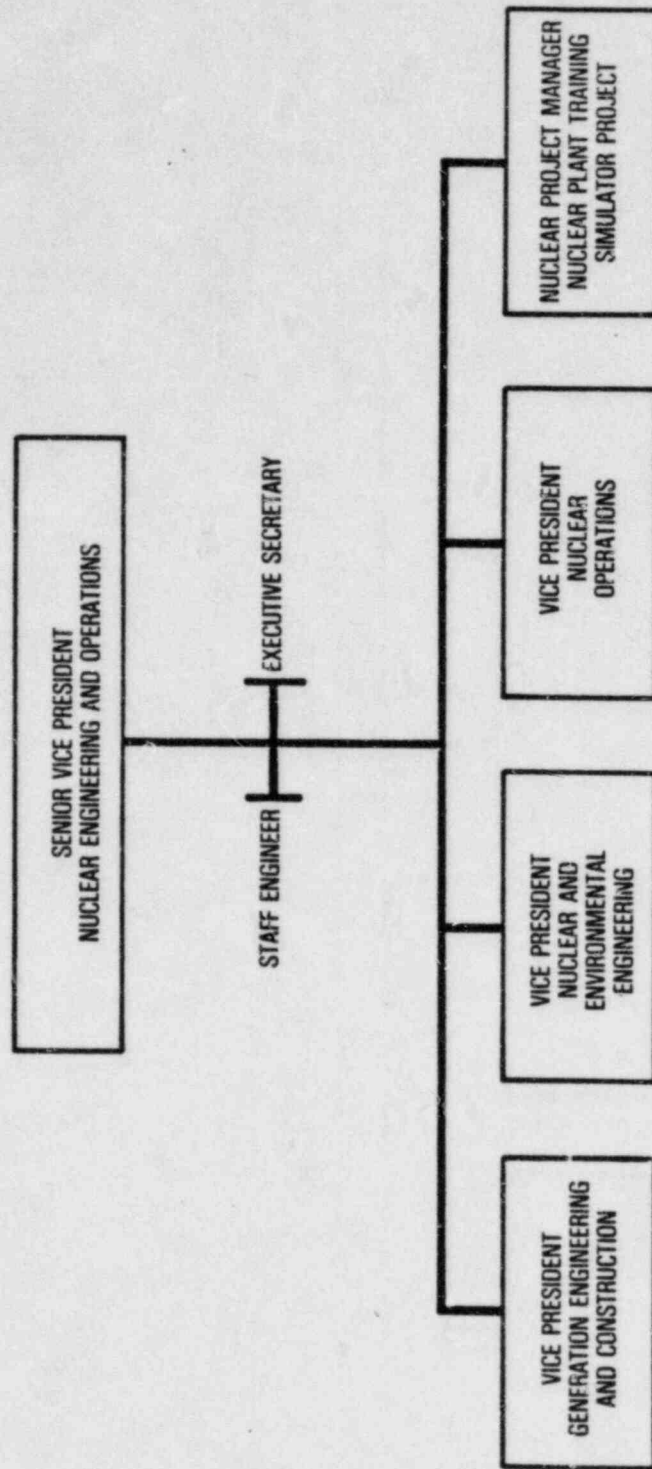 SENIOR VICE PRESIDENT
NUCLEAR ENGINEERING AND OPERATIONS
STAFF ENGINEER
EXECUTIVE SECRETARY
VICE PRESIDENT
GENERATION ENGINEERING
AND CONSTRUCTION
VICE PRESIDENT
NUCLEAR AND
ENVIRONMENTAL
ENGINEERING
VICE PRESIDENT
NUCLEAR
OPERATIONS
NUCLEAR PROJECT MANAGER
NUCLEAR PLANT TRAINING
SIMULATOR PROJECT